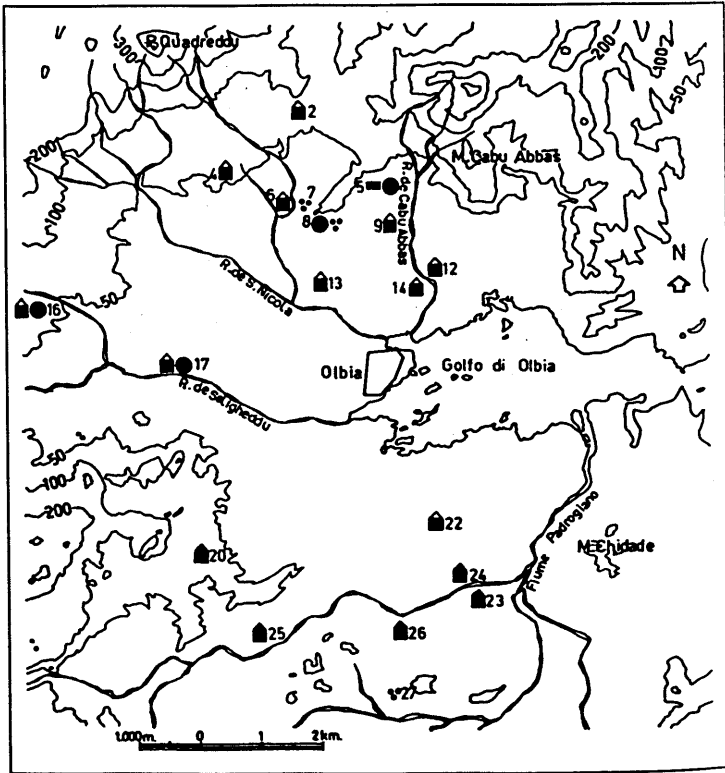 300
P. Quadreddu
200
100
50
2
200
M. Cabu Abbas
4
5
R. de Cabu Abbas
100
6
7
8
9
N
12
13
14
R. de S. Nicola
50
16
Olbia
Golfo di Olbia
17
R. de Seligheddu
50
100
200
22
Fiume Padrogiano
M. Chidade
20
24
23
25
26
27
1.000 m.
0
1
2 km.